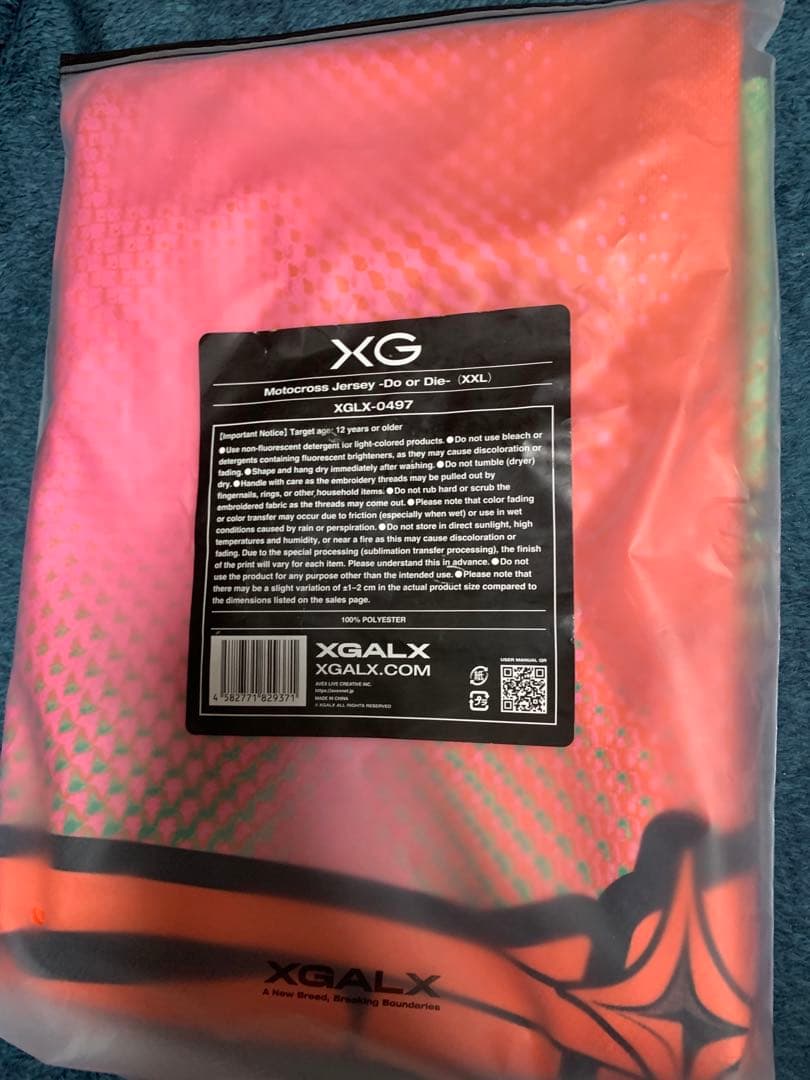 XG
Motocross Jersey -Do or Die-（XXL）
XGLX-0497
【Important Notice】Target age: 12 years or older
●Use non-fluorescent detergent for light-colored products. ●Do not use bleach or
detergents containing fluorescent brighteners, as they may cause discoloration or
fading. ●Shape and hang dry immediately after washing. ●Do not tumble (dryer)
dry. ●Handle with care as the embroidery threads may be pulled out by
fingernails, rings, or other household items. ●Do not rub hard or scrub the
embroidered fabric as the threads may come out. ●Please note that color fading
or color transfer may occur due to friction (especially when wet) or use in wet
conditions caused by rain or perspiration. ●Do not store in direct sunlight, high
temperatures and humidity, or near a fire as this may cause discoloration or
fading. Due to the special processing (sublimation transfer processing), the finish
of the print will vary for each item. Please understand this in advance. ●Do not
use the product for any purpose other than the intended use. ●Please note that
there may be a slight variation of ±1–2 cm in the actual product size compared to
the dimensions listed on the sales page.
100% POLYESTER
4 582771 829371
XGALX
XGALX.COM
AVEX LIVE CREATIVE INC.
https://avexnet.jp
MADE IN CHINA
© XGALX ALL RIGHTS RESERVED
紙
プラ
USER MANUAL QR
XGALX
A New Breed, Breaking Boundaries